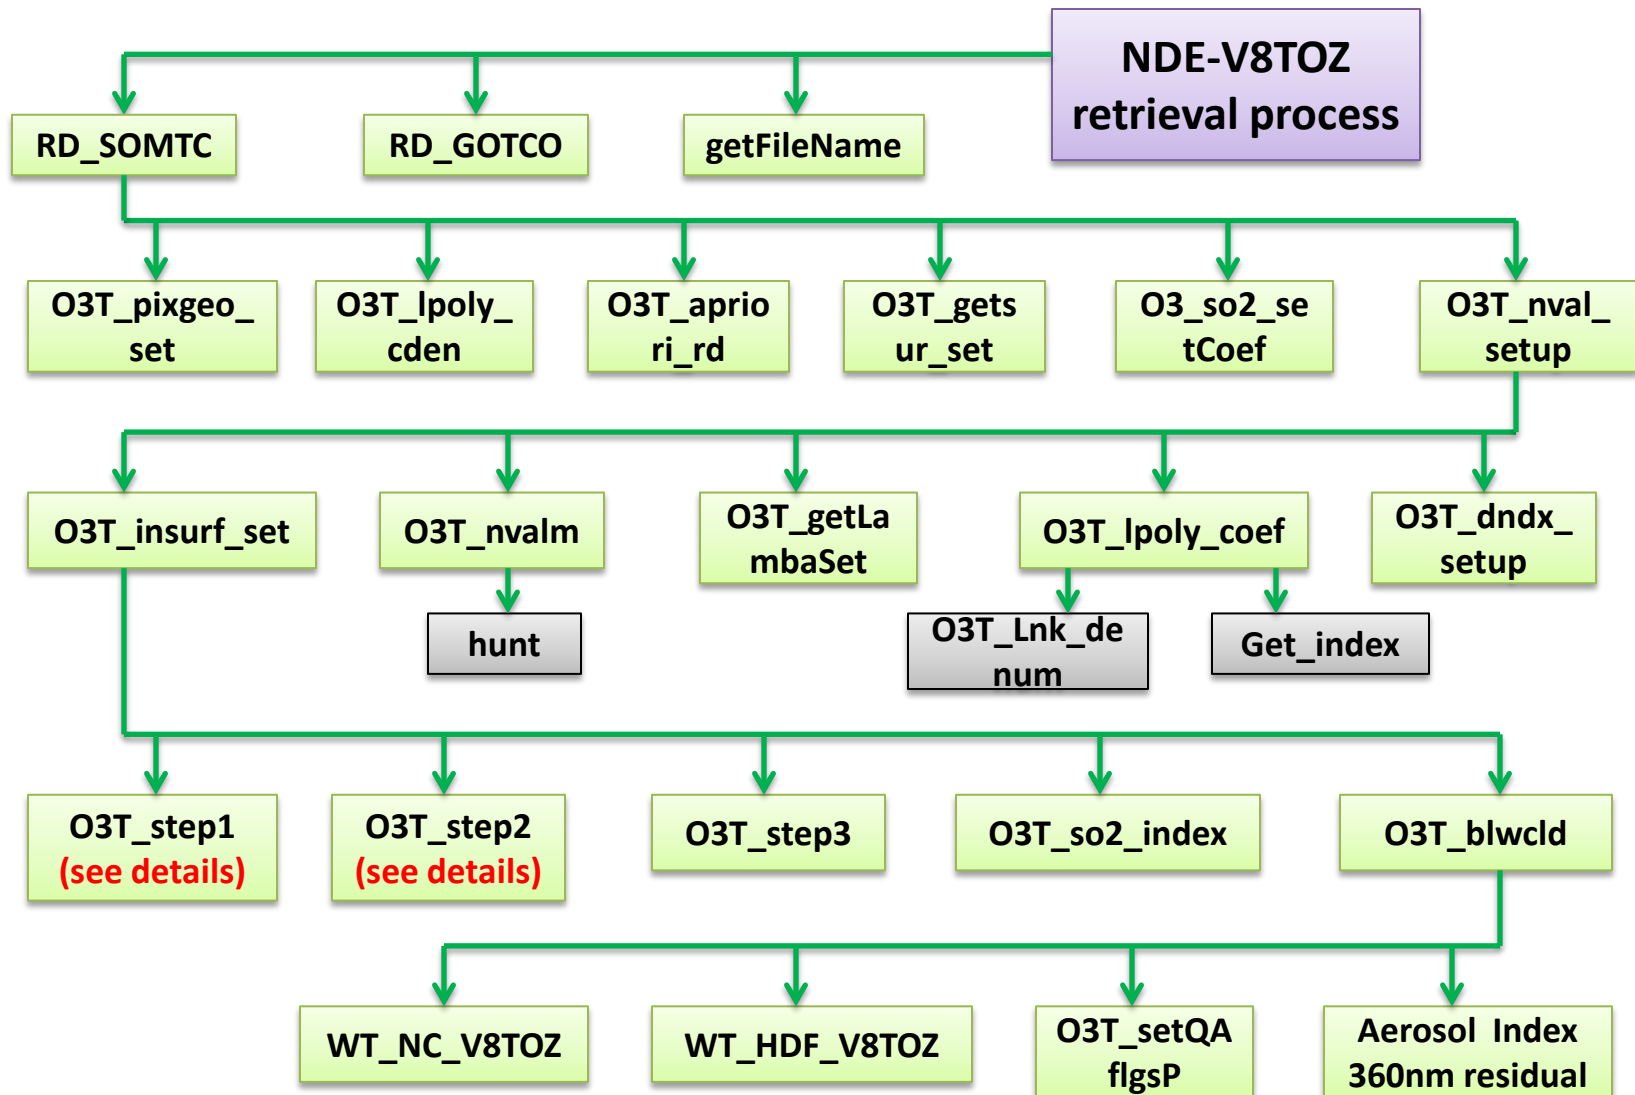 NDE-V8TOZ
retrieval process
RD_SOMTC
RD_GOTCO
getFileName
O3T_pixgeo_
set
O3T_lpoly_
cden
O3T_aprio
ri_rd
O3T_gets
ur_set
O3_so2_se
tCoef
O3T_nval_
setup
O3T_insurf_set
O3T_nvalm
O3T_getLa
mbaSet
O3T_lpoly_coef
O3T_dndx_
setup
hunt
O3T_Lnk_de
num
Get_index
O3T_step1
(see details)
O3T_step2
(see details)
O3T_step3
O3T_so2_index
O3T_blwcld
WT_NC_V8TOZ
WT_HDF_V8TOZ
O3T_setQA
flgsP
Aerosol Index
360nm residual